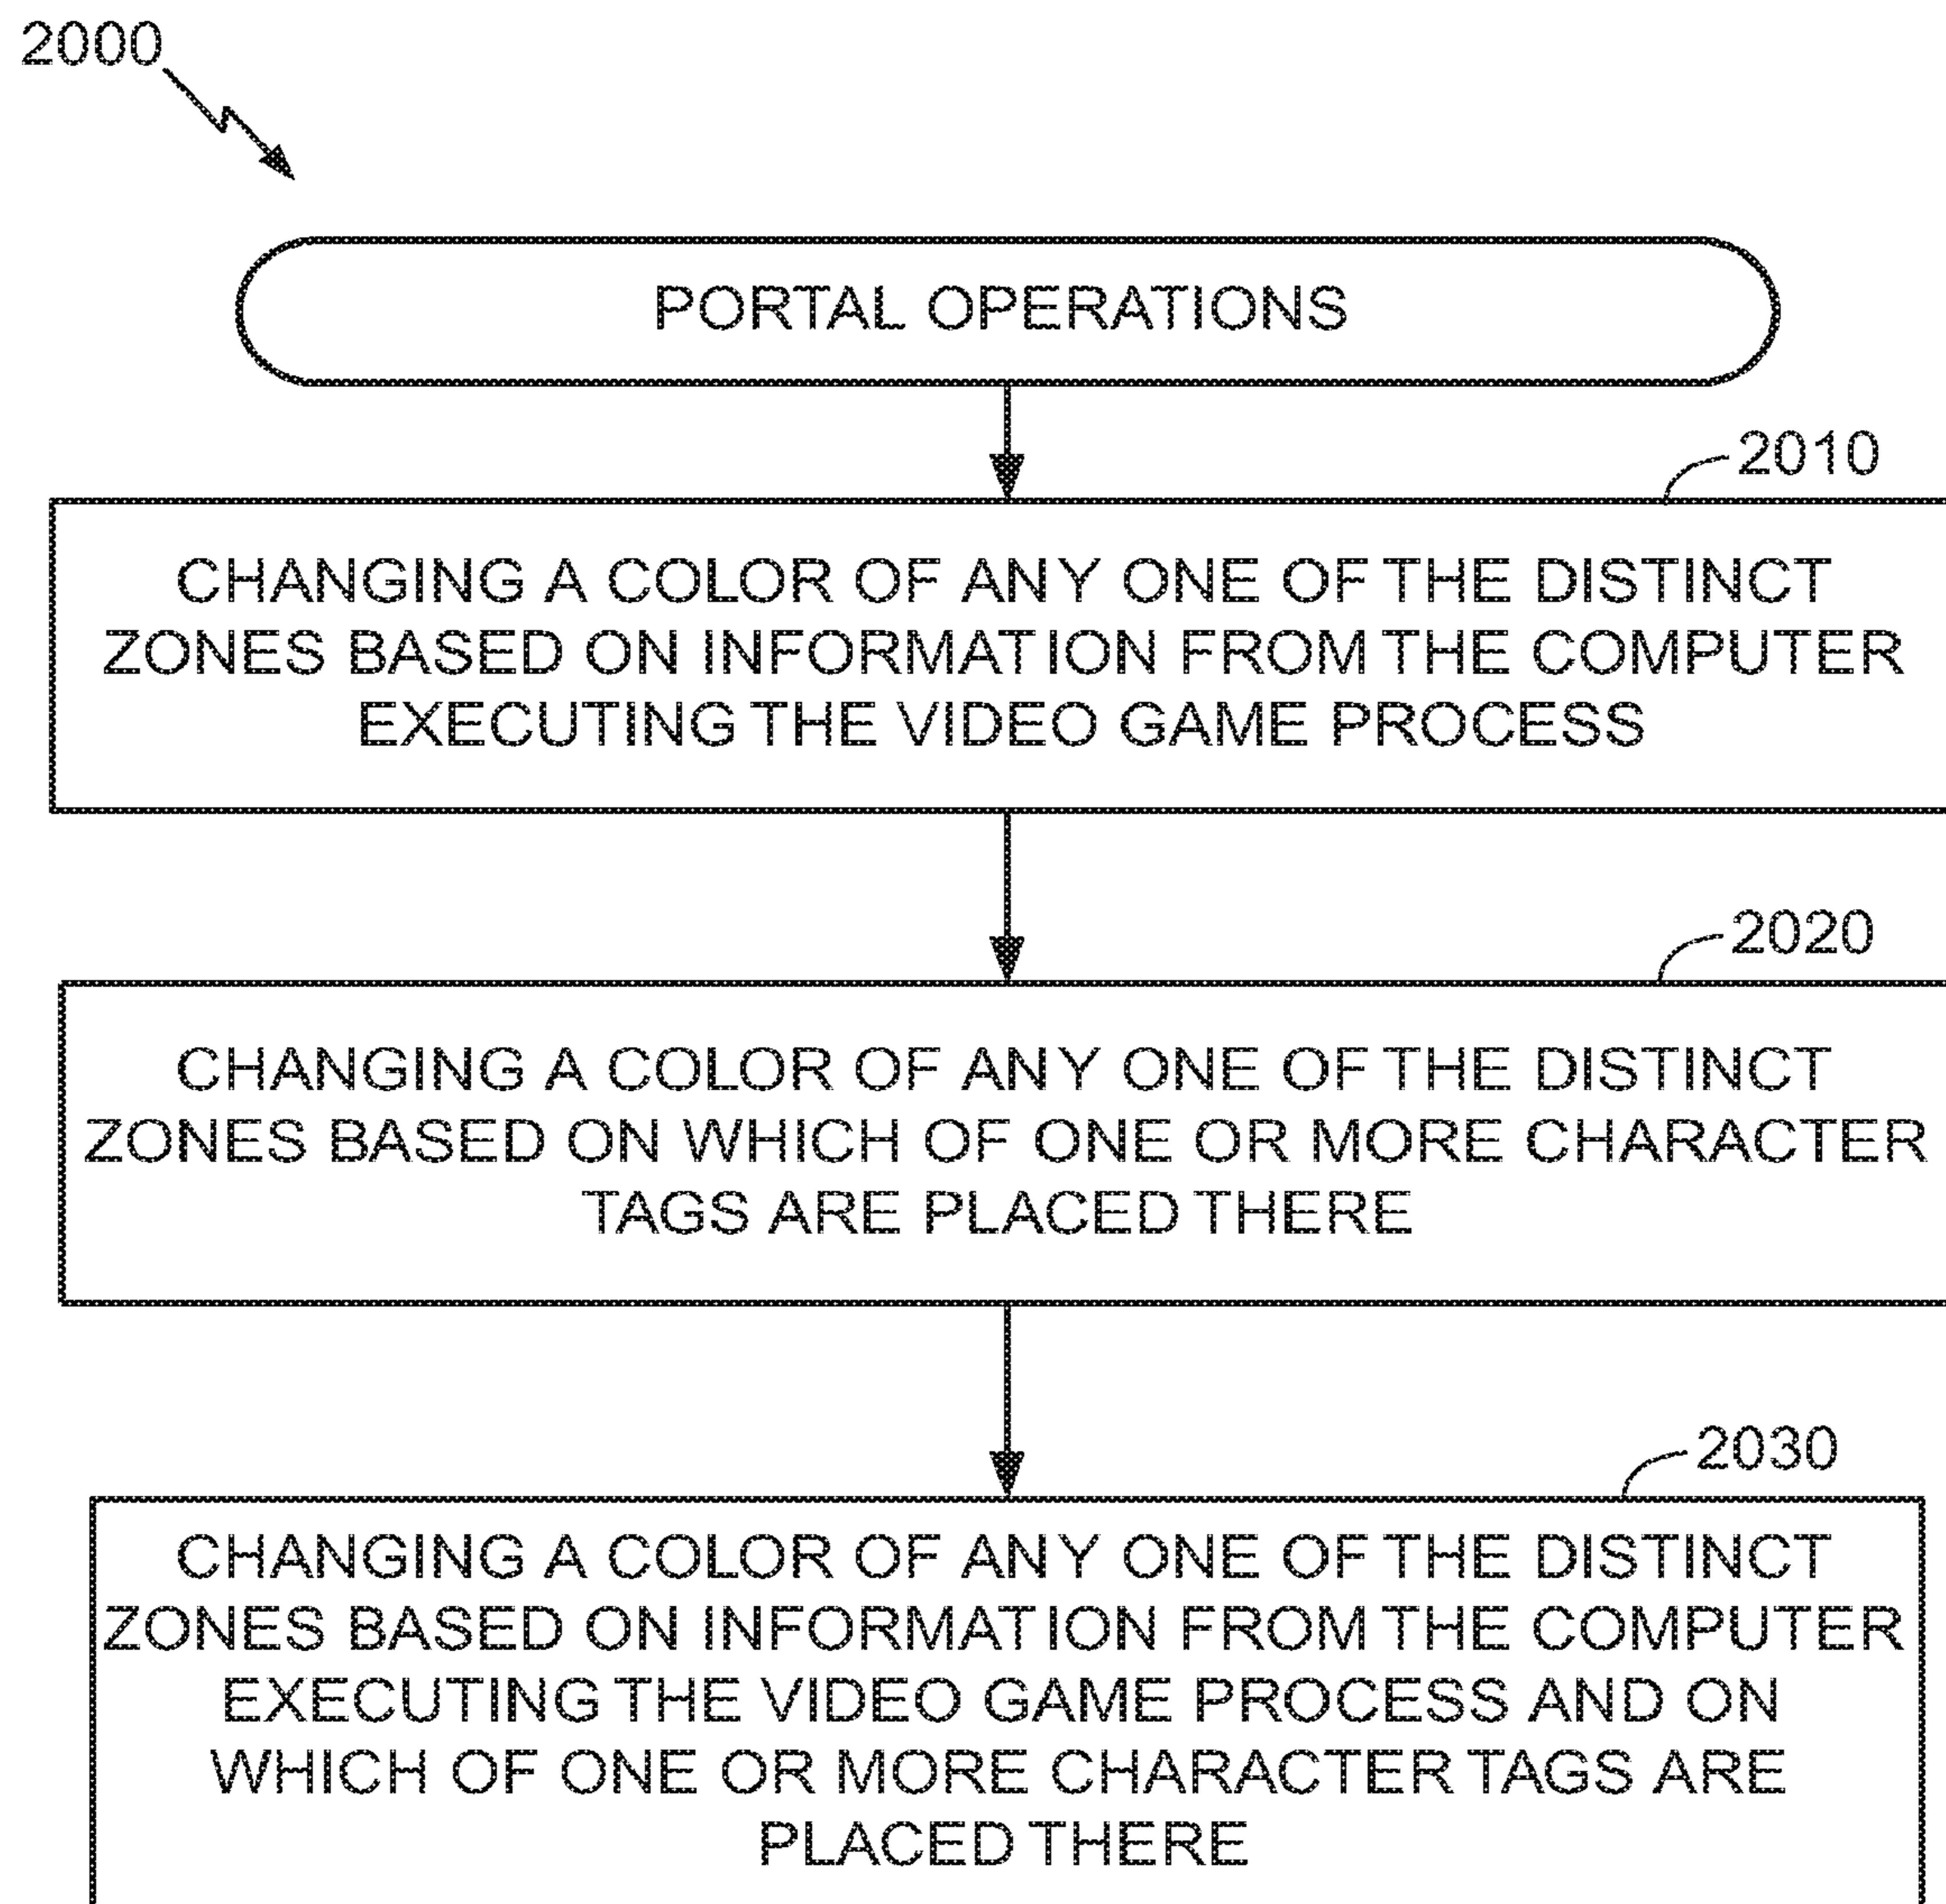 2000
PORTAL OPERATIONS
2010
CHANGING A COLOR OF ANY ONE OF THE DISTINCT
ZONES BASED ON INFORMATION FROM THE COMPUTER
EXECUTING THE VIDEO GAME PROCESS
2020
CHANGING A COLOR OF ANY ONE OF THE DISTINCT
ZONES BASED ON WHICH OF ONE OR MORE CHARACTER
TAGS ARE PLACED THERE
2030
CHANGING A COLOR OF ANY ONE OF THE DISTINCT
ZONES BASED ON INFORMATION FROM THE COMPUTER
EXECUTING THE VIDEO GAME PROCESS AND ON
WHICH OF ONE OR MORE CHARACTER TAGS ARE
PLACED THERE